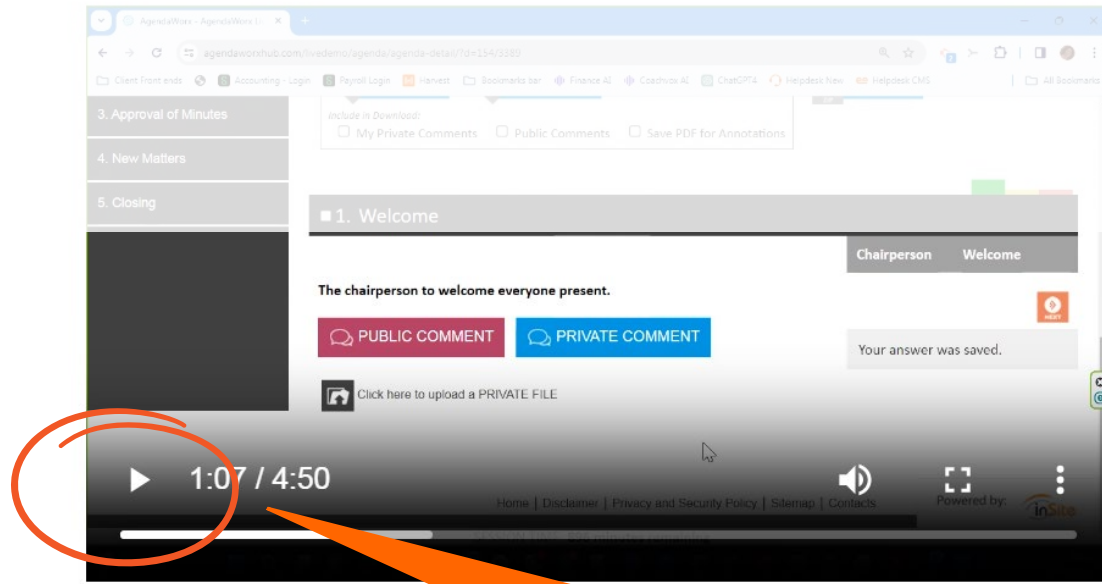 AgendaWorx - AgendaWorx Li
agendaworxhub.com/livedemo/agenda/agenda-detail/?d=164/3389
Client Front ends
Accounting - Login
Payroll Login
Harvest
Bookmarks bar
Finance AI
Coachvox AI
ChatGPT4
Helpdesk New
Helpdesk CMS
All Bookmarks
3. Approval of Minutes
4. New Matters
5. Closing
Include in Download:
My Private Comments Public Comments Save PDF for Annotations
1. Welcome
Chairperson Welcome
The chairperson to welcome everyone present.
NEXT
PUBLIC COMMENT PRIVATE COMMENT
Your answer was saved.
Click here to upload a PRIVATE FILE
1:07 / 4:50
Home | Disclaimer | Privacy and Security Policy | Sitemap | Contacts
Powered by:
inSite